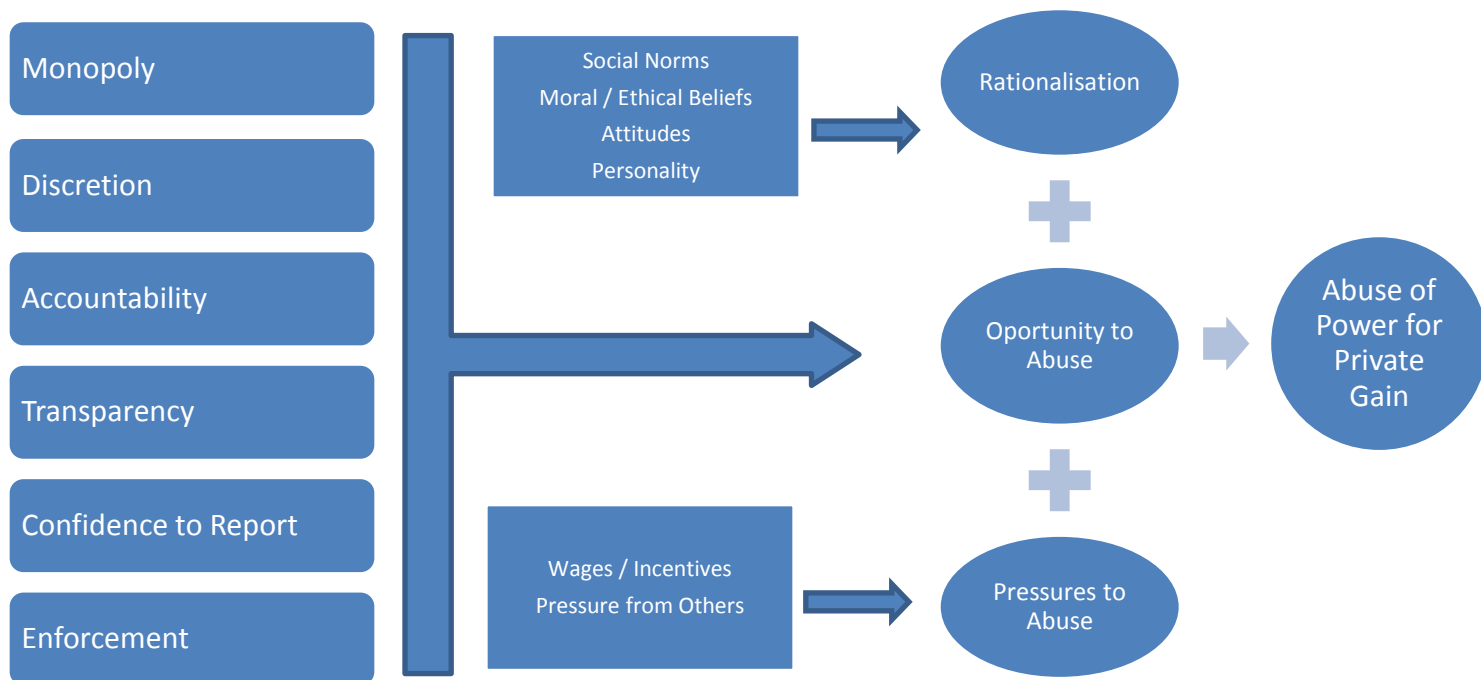 Monopoly
Discretion
Accountability
Transparency
Confidence to Report
Enforcement
Social Norms
Moral / Ethical Beliefs
Attitudes
Personality
Wages / Incentives
Pressure from Others
Rationalisation
Oportunity to
Abuse
Pressures to
Abuse
Abuse of
Power for
Private
Gain